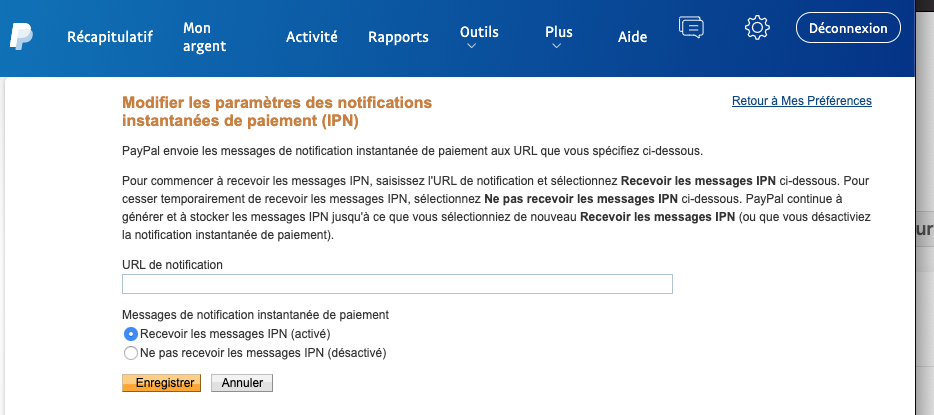 Récapitulatif
Mon
argent
Activité
Rapports
Outils
Plus
Aide
Déconnexion
Modifier les paramètres des notifications
instantanées de paiement (IPN)
Retour à Mes Préférences
PayPal envoie les messages de notification instantanée de paiement aux URL que vous spécifiez ci-dessous.
Pour commencer à recevoir les messages IPN, saisissez l'URL de notification et sélectionnez Recevoir les messages IPN ci-dessous. Pour
cesser temporairement de recevoir les messages IPN, sélectionnez Ne pas recevoir les messages IPN ci-dessous. PayPal continue à
générer et à stocker les messages IPN jusqu'à ce que vous sélectionniez de nouveau Recevoir les messages IPN (ou que vous désactiviez
la notification instantanée de paiement).
URL de notification
Messages de notification instantanée de paiement
Recevoir les messages IPN (activé)
Ne pas recevoir les messages IPN (désactivé)
Enregistrer
Annuler
ur